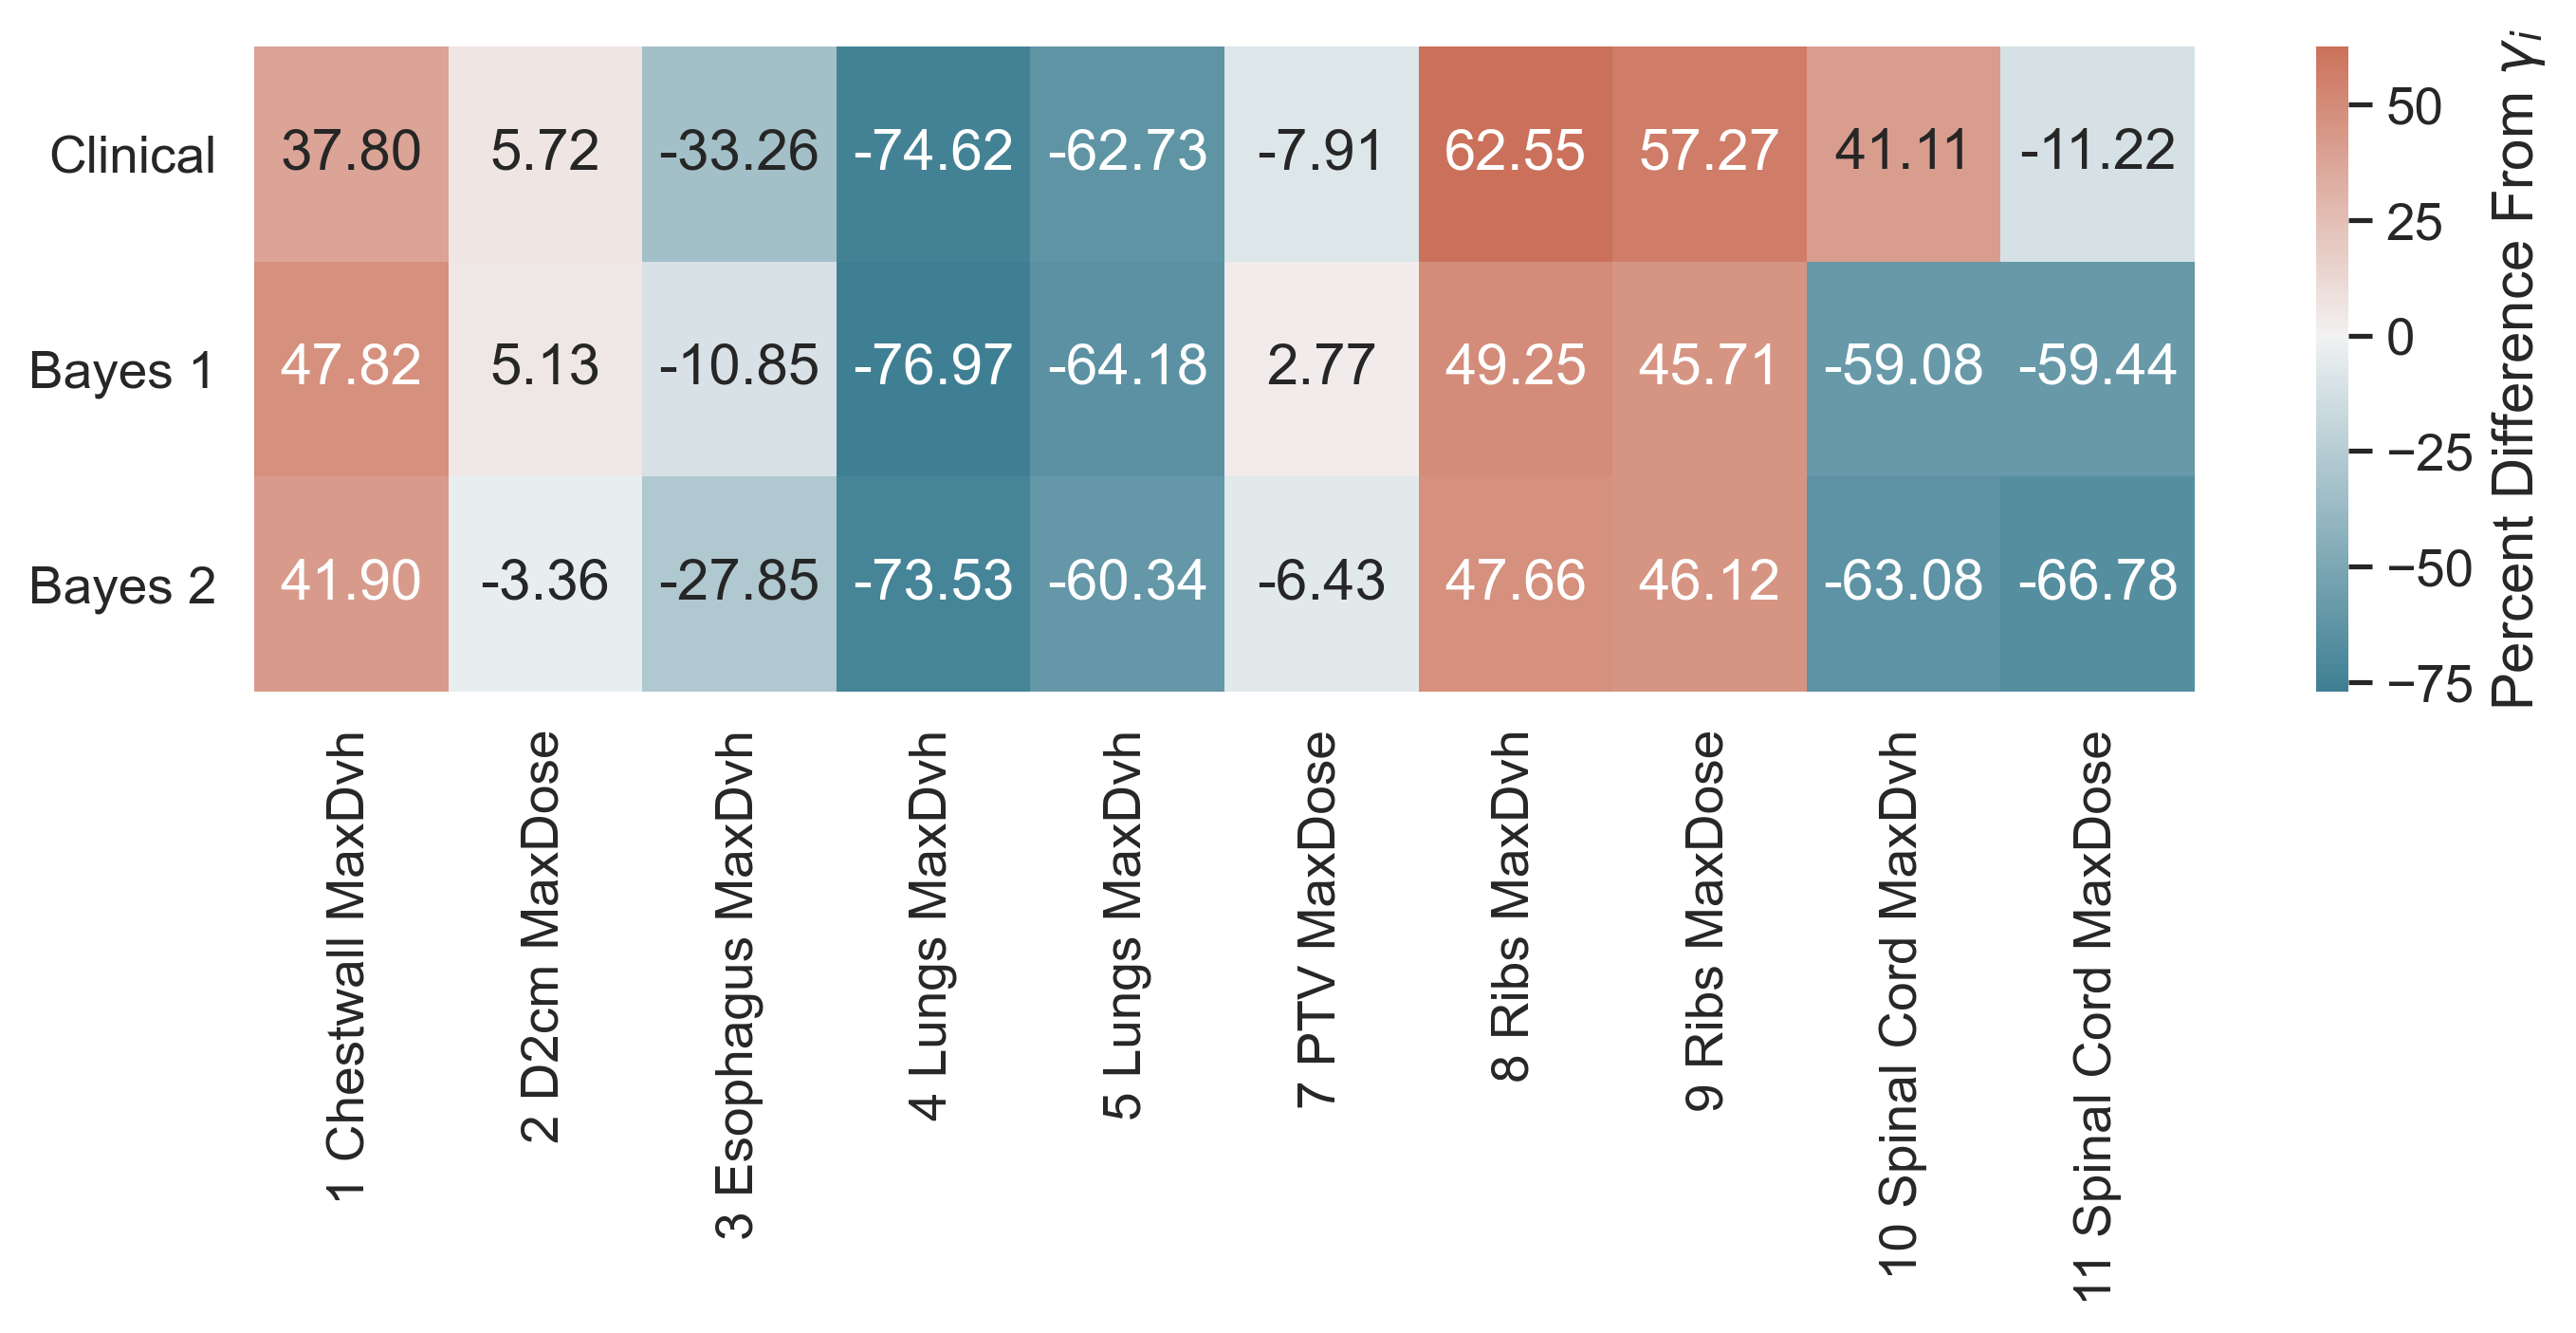 Clinical 37.80 5.72 -33.26 -74.62 -62.73 -7.91 62.55 57.27 41.11 -11.22
Bayes 1 47.82 5.13 -10.85 -76.97 -64.18 2.77 49.25 45.71 -59.08 -59.44
Bayes 2 41.90 -3.36 -27.85 -73.53 -60.34 -6.43 47.66 46.12 -63.08 -66.78
1 Chestwall MaxDvh
2 D2cm MaxDose
3 Esophagus MaxDvh
4 Lungs MaxDvh
5 Lungs MaxDvh
7 PTV MaxDose
8 Ribs MaxDvh
9 Ribs MaxDose
10 Spinal Cord MaxDvh
11 Spinal Cord MaxDose
50
25
0
−25
−50
−75
Percent Difference From γi